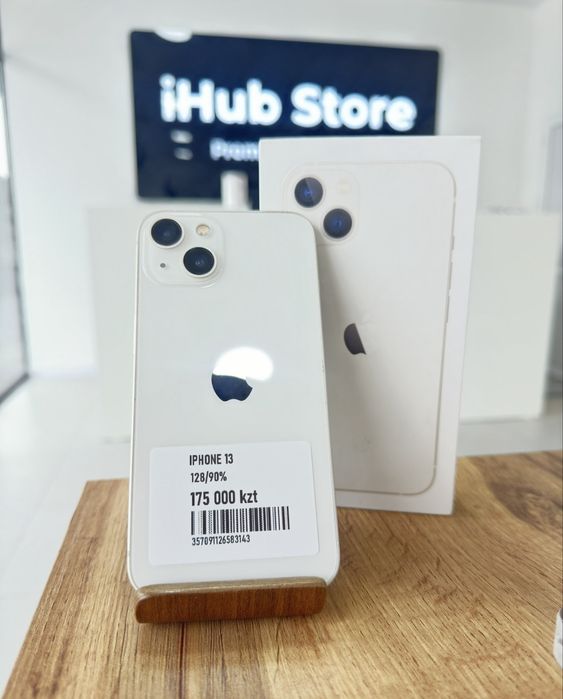 iHub Store
IPHONE 13
128/90%
175 000 kzt
357091126583143